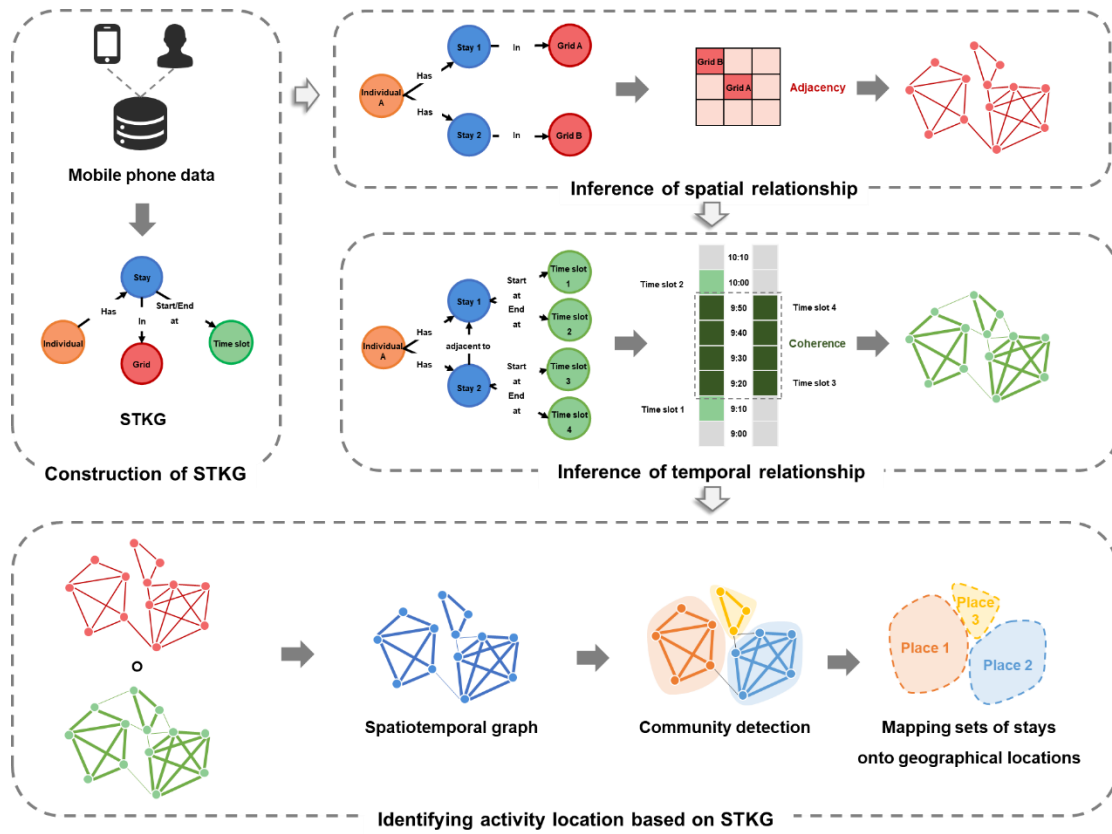 Mobile phone data
Stay
Has
Start/End
at
In
Individual
Grid
Time slot
STKG
Construction of STKG
Individual
A
Has
Has
Stay 1
Stay 2
In
In
Grid A
Grid B
Grid B
Grid A
Adjacency
Inference of spatial relationship
Individual
A
Has
Has
Stay 1
adjacent to
Stay 2
Start
at
End
at
Start
at
End
at
Time slot
1
Time slot
2
Time slot
3
Time slot
4
Time slot 2
Time slot 1
10:10
10:00
9:50
9:40
9:30
9:20
9:10
9:00
Time slot 4
Coherence
Time slot 3
Inference of temporal relationship
Spatiotemporal graph
Community detection
Place 1
Place
3
Place 2
Mapping sets of stays
onto geographical locations
Identifying activity location based on STKG